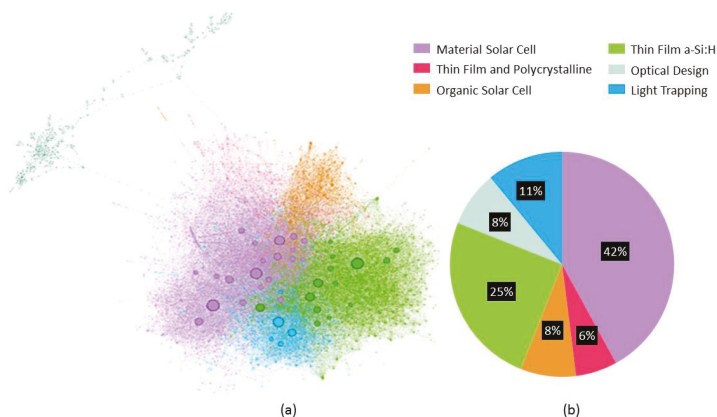 Material Solar Cell
Thin Film a-Si:H
Thin Film and Polycrystalline
Optical Design
Organic Solar Cell
Light Trapping
11%
8%
42%
25%
8%
6%
(a)
(b)